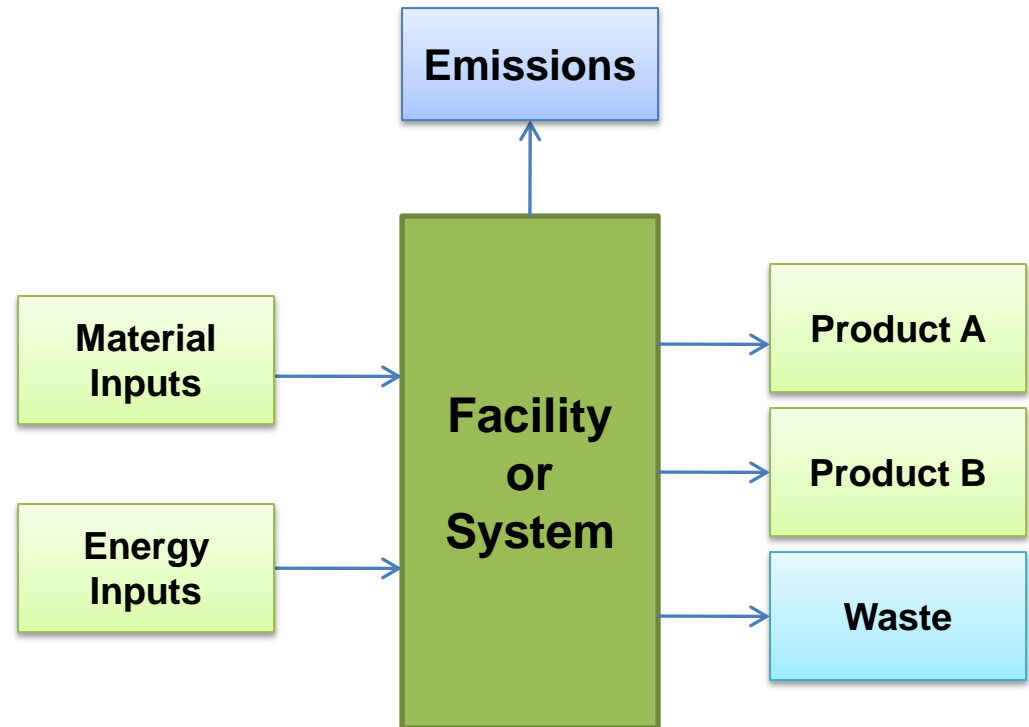 Emissions
Material
Inputs
Energy
Inputs
Facility
or
System
Product A
Product B
Waste